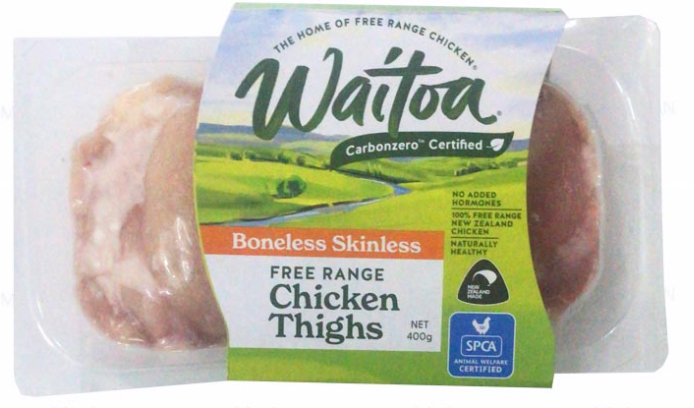 THE HOME OF FREE RANGE CHICKEN®
Waitoa®
Carbonzero™ Certified
NO ADDED
HORMONES
100% FREE RANGE
NEW ZEALAND
CHICKEN
NATURALLY
HEALTHY
Boneless Skinless
FREE RANGE
Chicken
Thighs
NET
400g
NEW
ZEALAND
MADE
SPCA
ANIMAL WELFARE
CERTIFIED